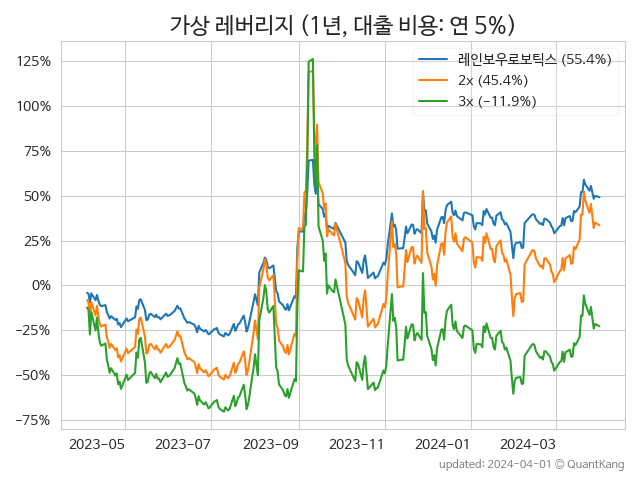 가상 레버리지 (1년, 대출 비용: 연 5%)
레인보우로보틱스 (55.4%)
2x (45.4%)
3x (−11.9%)
125%
100%
75%
50%
25%
0%
−25%
−50%
−75%
2023-05 2023-07 2023-09 2023-11 2024-01 2024-03
updated: 2024-04-01 © QuantKang